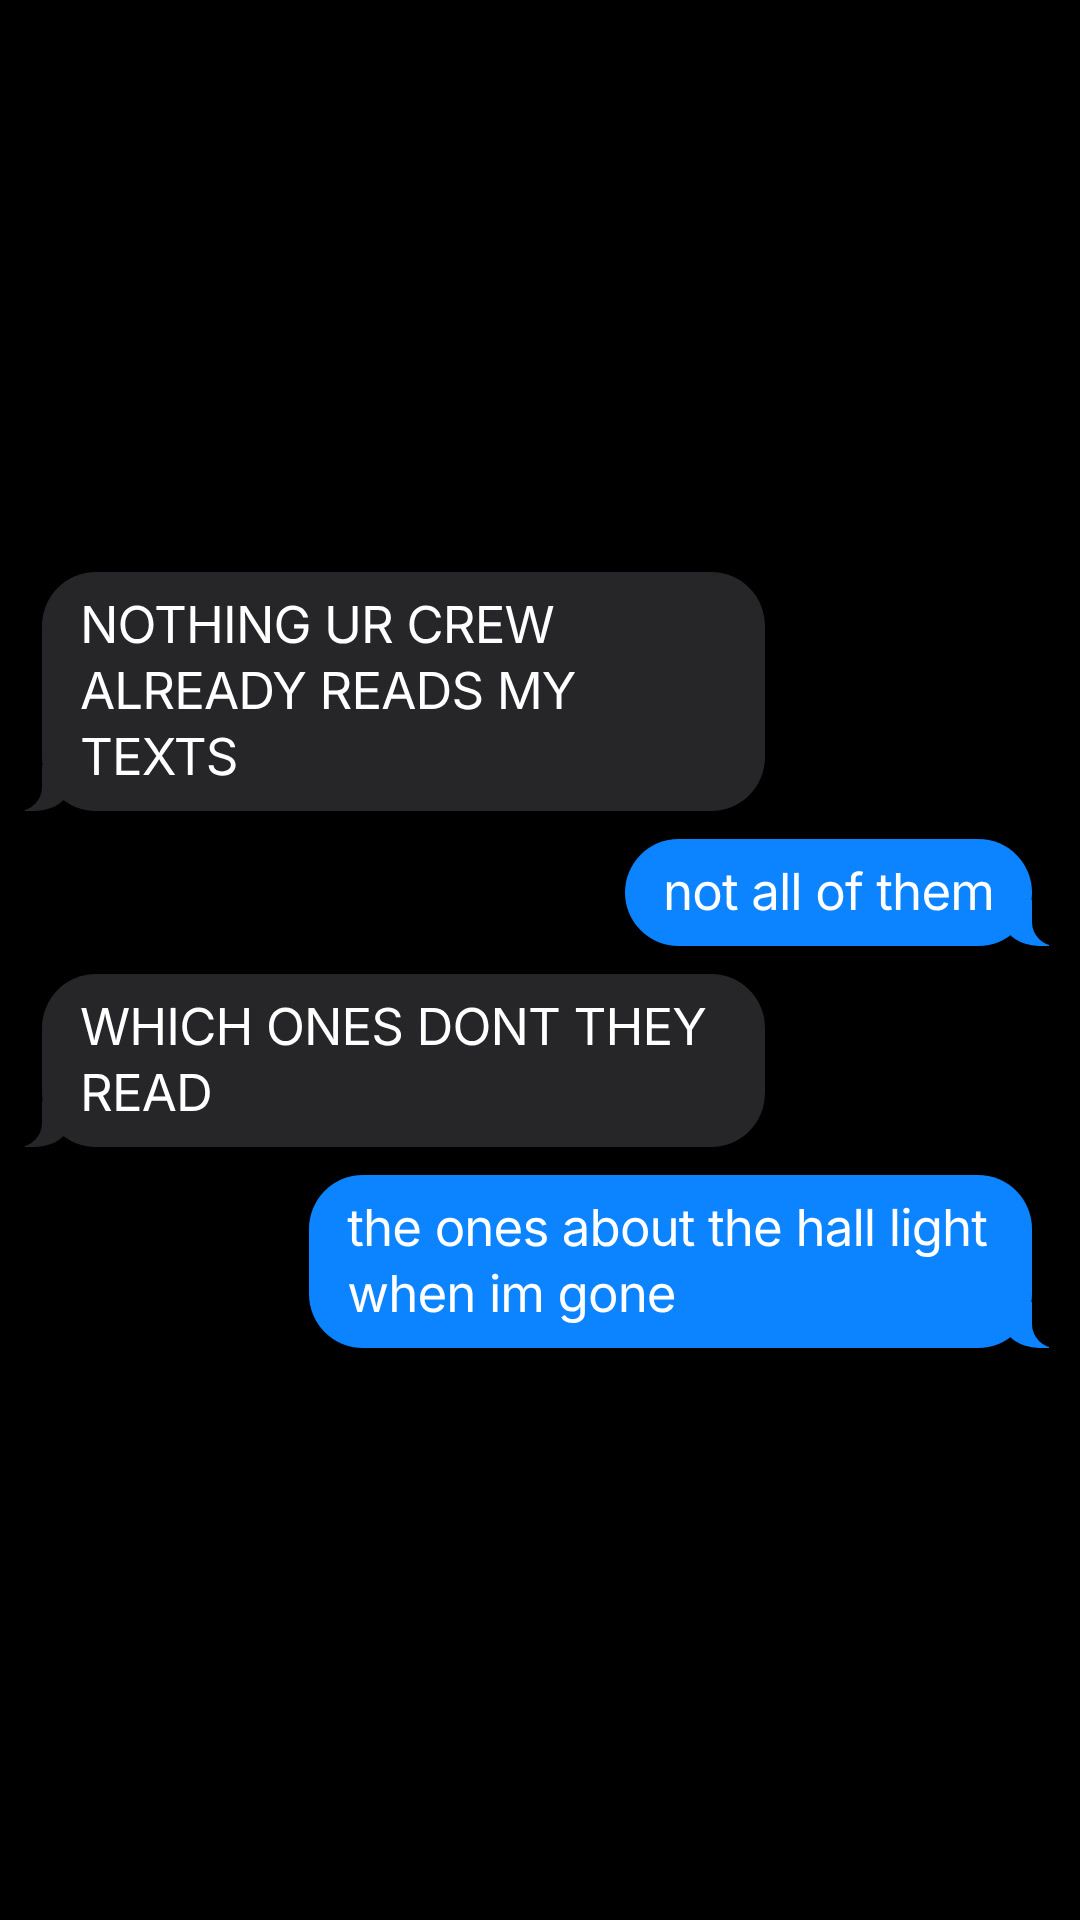 NOTHING UR CREW
ALREADY READS MY
TEXTS
not all of them
WHICH ONES DONT THEY
READ
the ones about the hall light
when im gone